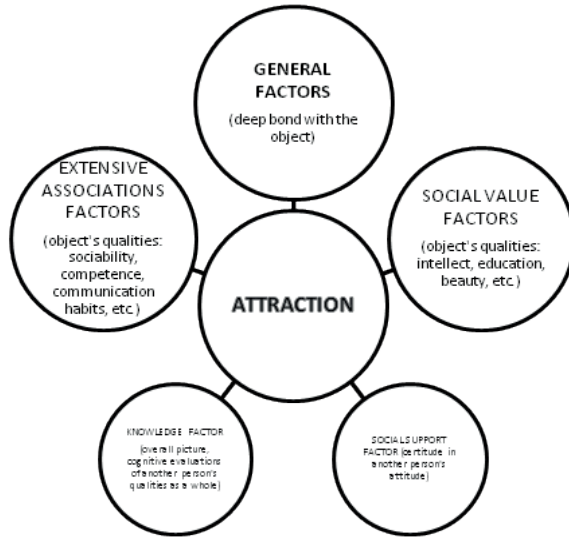 GENERAL
FACTORS
(deep bond with the
object)
EXTENSIVE
ASSOCIATIONS
FACTORS
(object's qualities:
sociability,
competence,
communication
habits, etc.)
SOCIAL VALUE
FACTORS
(object's qualities:
intellect, education,
beauty, etc.)
ATTRACTION
KNOWLEDGE FACTOR
(overall picture,
cognitive evaluations
of another person's
qualities as a whole)
SOCIAL SUPPORT
FACTOR (certitude in
another person's
attitude)